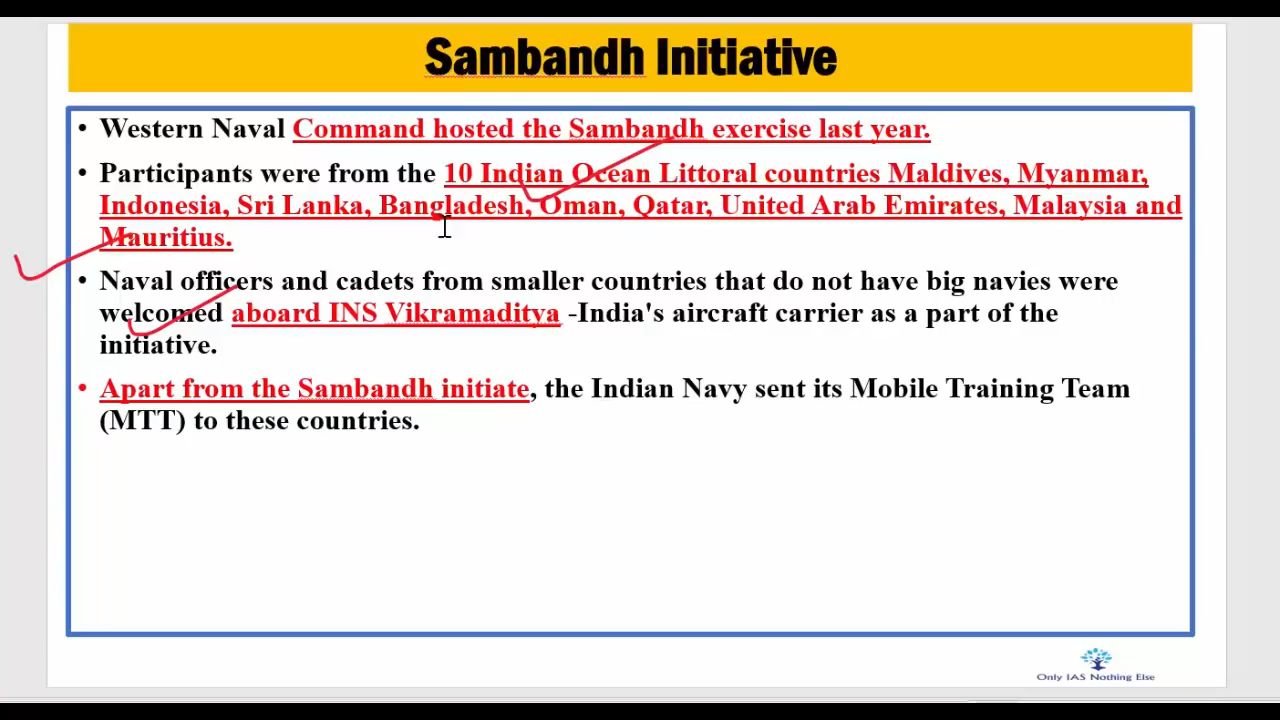 Sambandh Initiative
• Western Naval Command hosted the Sambandh exercise last year.
• Participants were from the 10 Indian Ocean Littoral countries Maldives, Myanmar,
Indonesia, Sri Lanka, Bangladesh, Oman, Qatar, United Arab Emirates, Malaysia and
Mauritius.
• Naval officers and cadets from smaller countries that do not have big navies were
welcomed aboard INS Vikramaditya -India's aircraft carrier as a part of the
initiative.
• Apart from the Sambandh initiate, the Indian Navy sent its Mobile Training Team
(MTT) to these countries.
Only IAS Nothing Else